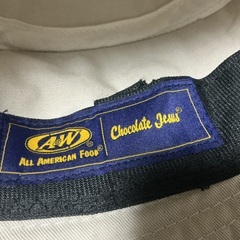 A&W
ALL AMERICAN FOOD®
Chocolate Jesus®